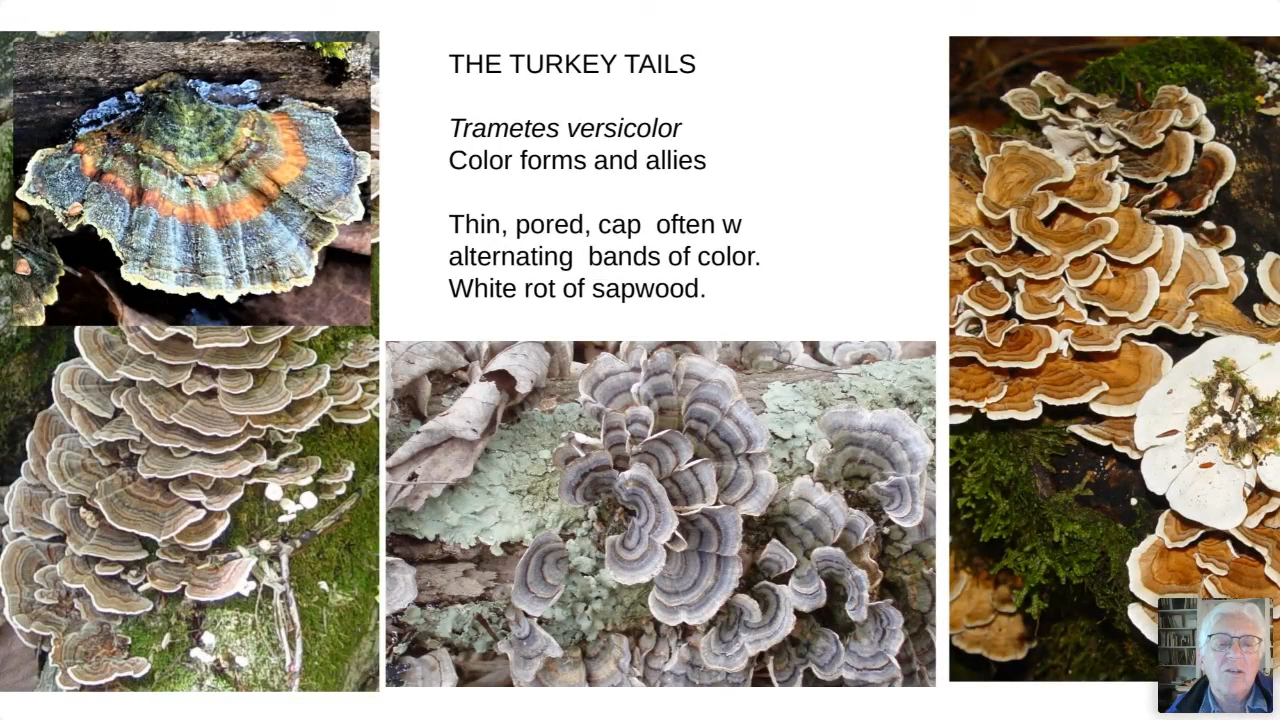 THE TURKEY TAILS
Trametes versicolor
Color forms and allies
Thin, pored, cap  often w
alternating  bands of color.
White rot of sapwood.